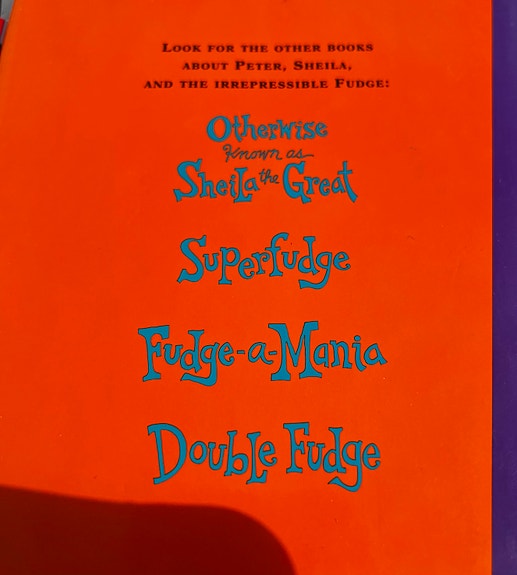 LOOK FOR THE OTHER BOOKS
ABOUT PETER, SHEILA,
AND THE IRREPRESSIBLE FUDGE:
Otherwise
Known as
Sheila the Great
Superfudge
Fudge-a-Mania
Double Fudge